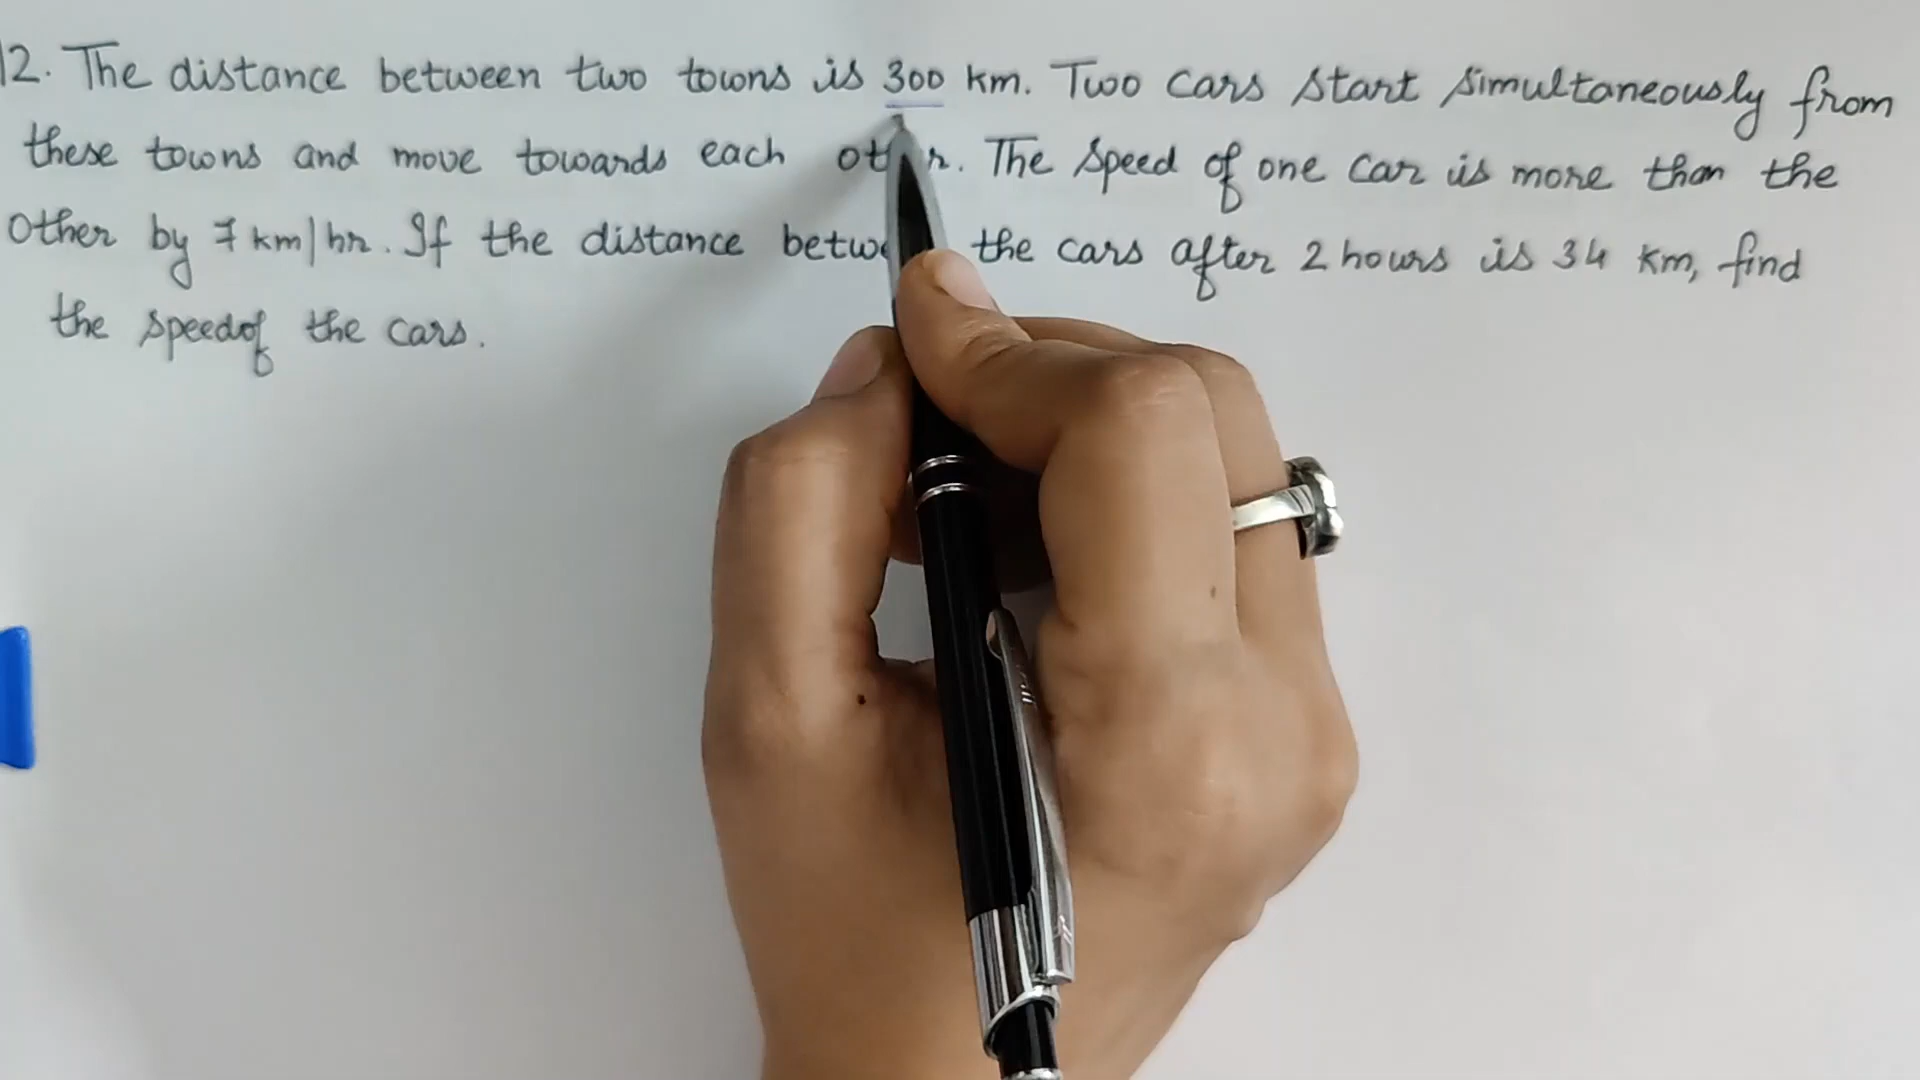 12. The distance between two towns is 300 km. Two cars start simultaneously from
these towns and move towards each . The speed of one car is more than the
other by 7 km/hr. If the distance the cars after 2 hours is 34 km, find
the speed of the cars.